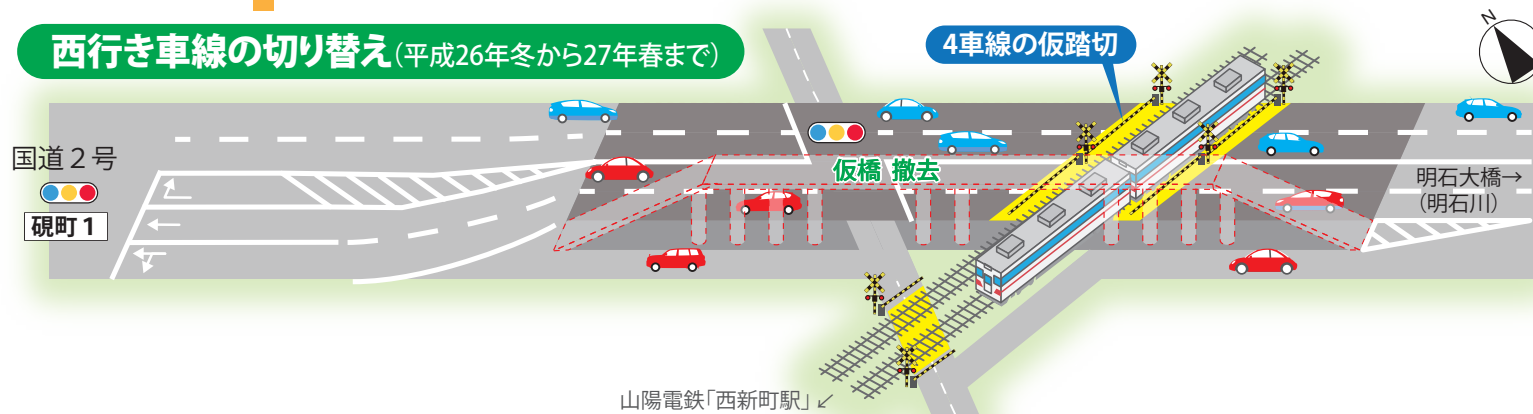 西行き車線の切り替え(平成26年冬から27年春まで)
4車線の仮踏切
N
国道2号
仮橋 撤去
硯町1
明石大橋→
(明石川)
山陽電鉄「西新町駅」↙